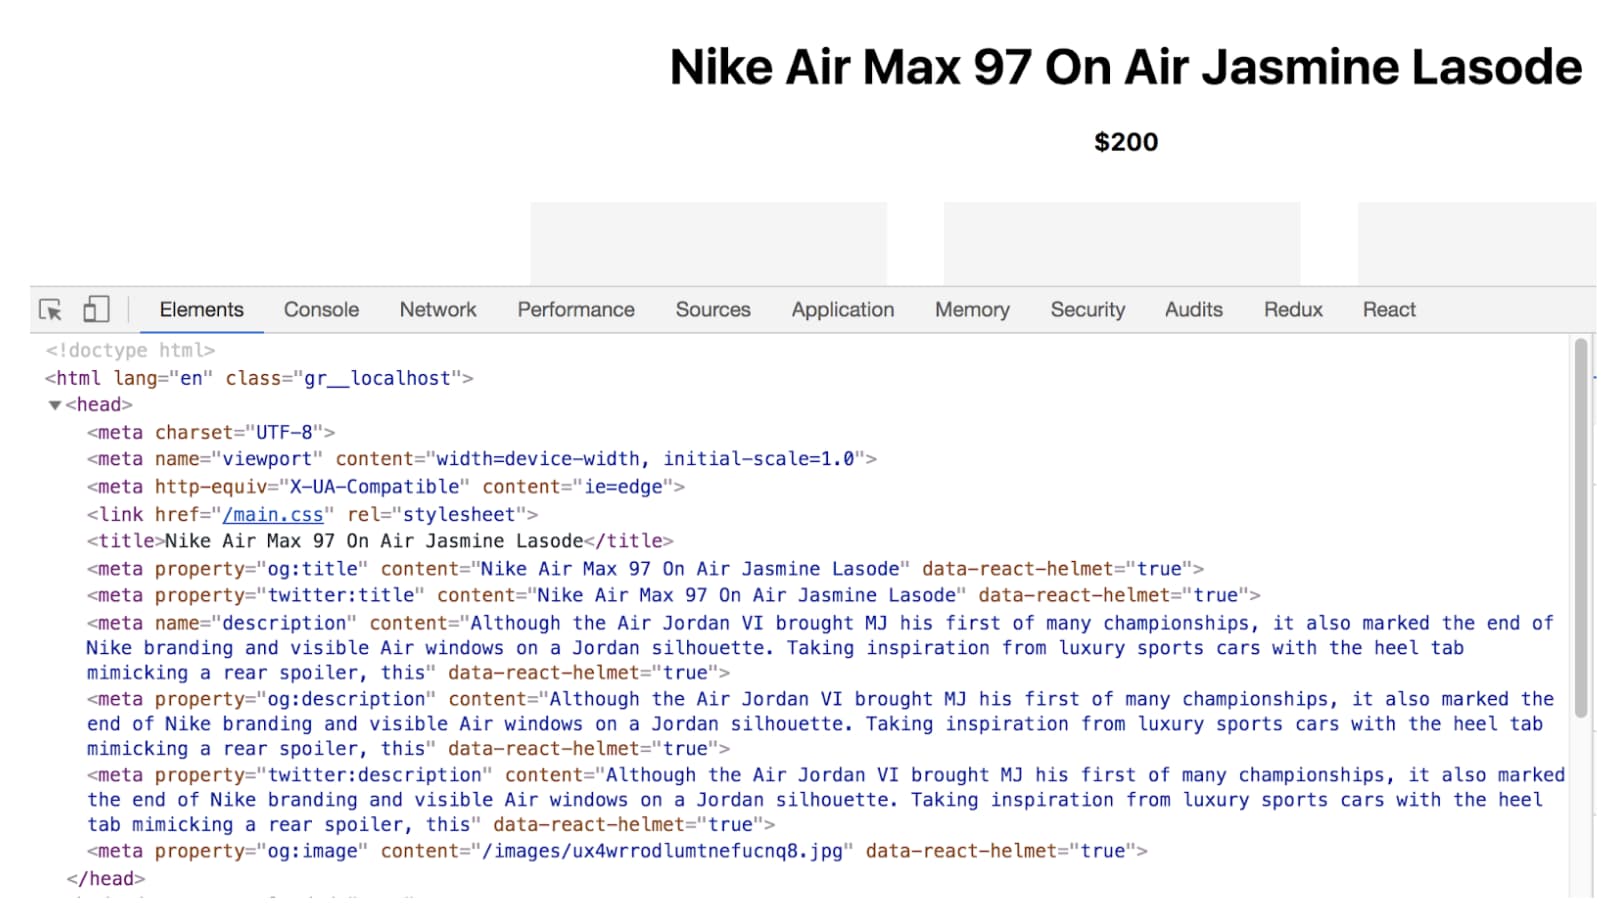 Nike Air Max 97 On Air Jasmine Lasode
$200
Elements Console Network Performance Sources Application Memory Security Audits Redux React
<!doctype html>
<html lang="en" class="gr__localhost">
▼<head>
<meta charset="UTF-8">
<meta name="viewport" content="width=device-width, initial-scale=1.0">
<meta http-equiv="X-UA-Compatible" content="ie=edge">
<link href="/main.css" rel="stylesheet">
<title>Nike Air Max 97 On Air Jasmine Lasode</title>
<meta property="og:title" content="Nike Air Max 97 On Air Jasmine Lasode" data-react-helmet="true">
<meta property="twitter:title" content="Nike Air Max 97 On Air Jasmine Lasode" data-react-helmet="true">
<meta name="description" content="Although the Air Jordan VI brought MJ his first of many championships, it also marked the end of
Nike branding and visible Air windows on a Jordan silhouette. Taking inspiration from luxury sports cars with the heel tab
mimicking a rear spoiler, this" data-react-helmet="true">
<meta property="og:description" content="Although the Air Jordan VI brought MJ his first of many championships, it also marked the
end of Nike branding and visible Air windows on a Jordan silhouette. Taking inspiration from luxury sports cars with the heel tab
mimicking a rear spoiler, this" data-react-helmet="true">
<meta property="twitter:description" content="Although the Air Jordan VI brought MJ his first of many championships, it also marked
the end of Nike branding and visible Air windows on a Jordan silhouette. Taking inspiration from luxury sports cars with the heel
tab mimicking a rear spoiler, this" data-react-helmet="true">
<meta property="og:image" content="/images/ux4wrrodlumtnefucnq8.jpg" data-react-helmet="true">
</head>